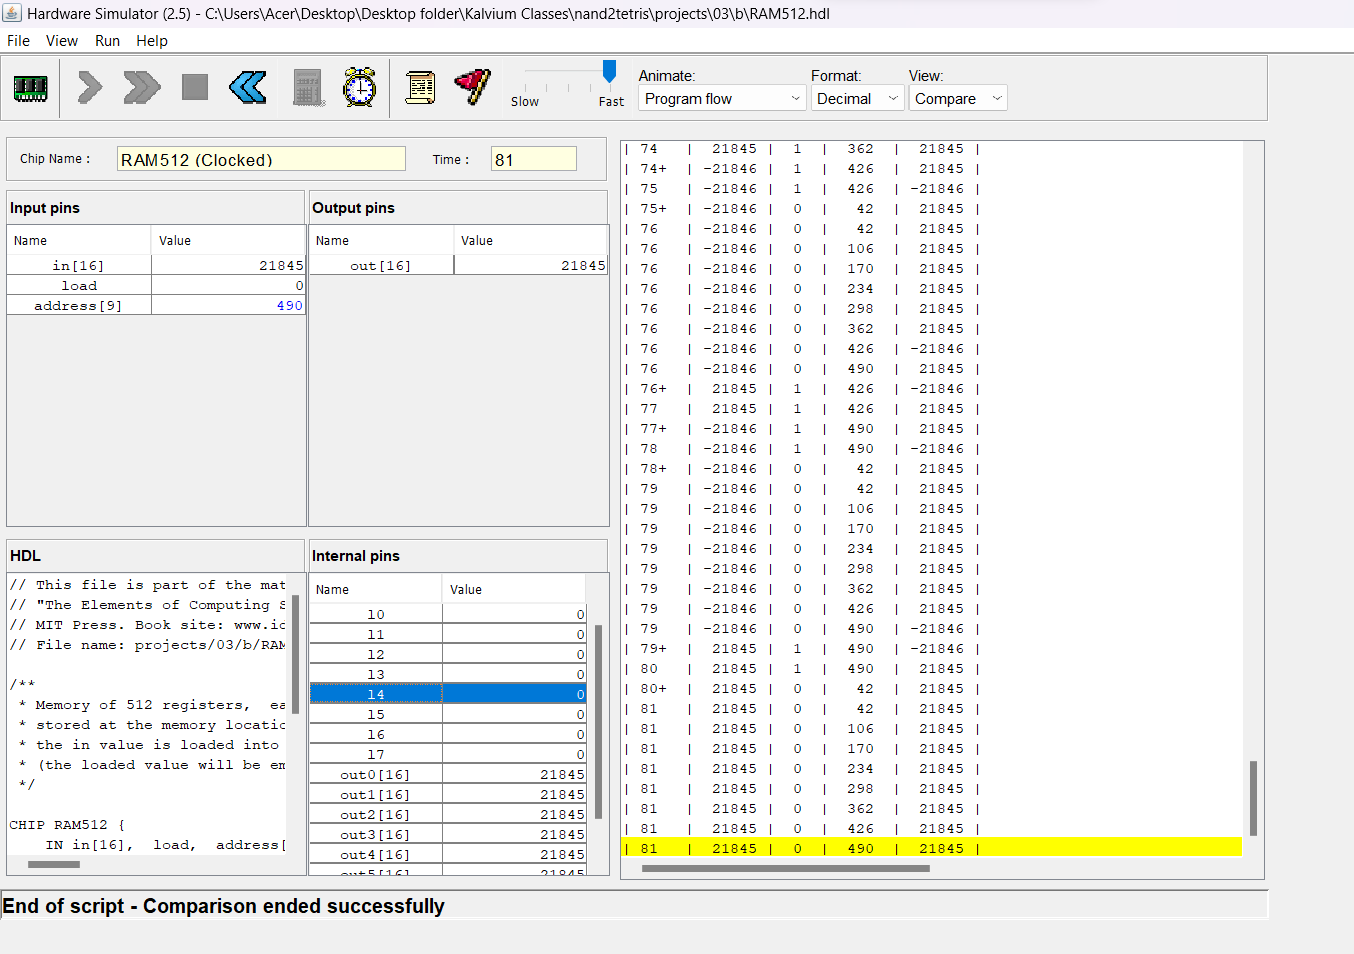 Hardware Simulator (2.5) - C:\Users\Acer\Desktop\Desktop folder\Kalvium Classes\nand2tetris\projects\03\b\RAM512.hdl
File View Run Help
Slow Fast
Animate: Format: View:
Program flow Decimal Compare
Chip Name : RAM512 (Clocked) Time : 81
Input pins
Name Value
in[16] 21845
load 0
address[9] 490
Output pins
Name Value
out[16] 21845
HDL
// This file is part of the mat
// "The Elements of Computing S
// MIT Press. Book site: www.id
// File name: projects/03/b/RAM
/**
* Memory of 512 registers, ea
* stored at the memory locatio
* the in value is loaded into
* (the loaded value will be em
*/
CHIP RAM512 {
IN in[16], load, address[
Internal pins
Name Value
l0 0
l1 0
l2 0
l3 0
l4 0
l5 0
l6 0
l7 0
out0[16] 21845
out1[16] 21845
out2[16] 21845
out3[16] 21845
out4[16] 21845
out5[16] 21845
| 74 | 21845 | 1 | 362 | 21845 |
| 74+ | -21846 | 1 | 426 | 21845 |
| 75 | -21846 | 1 | 426 | -21846 |
| 75+ | -21846 | 0 | 42 | 21845 |
| 76 | -21846 | 0 | 42 | 21845 |
| 76 | -21846 | 0 | 106 | 21845 |
| 76 | -21846 | 0 | 170 | 21845 |
| 76 | -21846 | 0 | 234 | 21845 |
| 76 | -21846 | 0 | 298 | 21845 |
| 76 | -21846 | 0 | 362 | 21845 |
| 76 | -21846 | 0 | 426 | -21846 |
| 76 | -21846 | 0 | 490 | 21845 |
| 76+ | 21845 | 1 | 426 | -21846 |
| 77 | 21845 | 1 | 426 | 21845 |
| 77+ | -21846 | 1 | 490 | 21845 |
| 78 | -21846 | 1 | 490 | -21846 |
| 78+ | -21846 | 0 | 42 | 21845 |
| 79 | -21846 | 0 | 42 | 21845 |
| 79 | -21846 | 0 | 106 | 21845 |
| 79 | -21846 | 0 | 170 | 21845 |
| 79 | -21846 | 0 | 234 | 21845 |
| 79 | -21846 | 0 | 298 | 21845 |
| 79 | -21846 | 0 | 362 | 21845 |
| 79 | -21846 | 0 | 426 | 21845 |
| 79 | -21846 | 0 | 490 | -21846 |
| 79+ | 21845 | 1 | 490 | -21846 |
| 80 | 21845 | 1 | 490 | 21845 |
| 80+ | 21845 | 0 | 42 | 21845 |
| 81 | 21845 | 0 | 42 | 21845 |
| 81 | 21845 | 0 | 106 | 21845 |
| 81 | 21845 | 0 | 170 | 21845 |
| 81 | 21845 | 0 | 234 | 21845 |
| 81 | 21845 | 0 | 298 | 21845 |
| 81 | 21845 | 0 | 362 | 21845 |
| 81 | 21845 | 0 | 426 | 21845 |
| 81 | 21845 | 0 | 490 | 21845 |
End of script - Comparison ended successfully